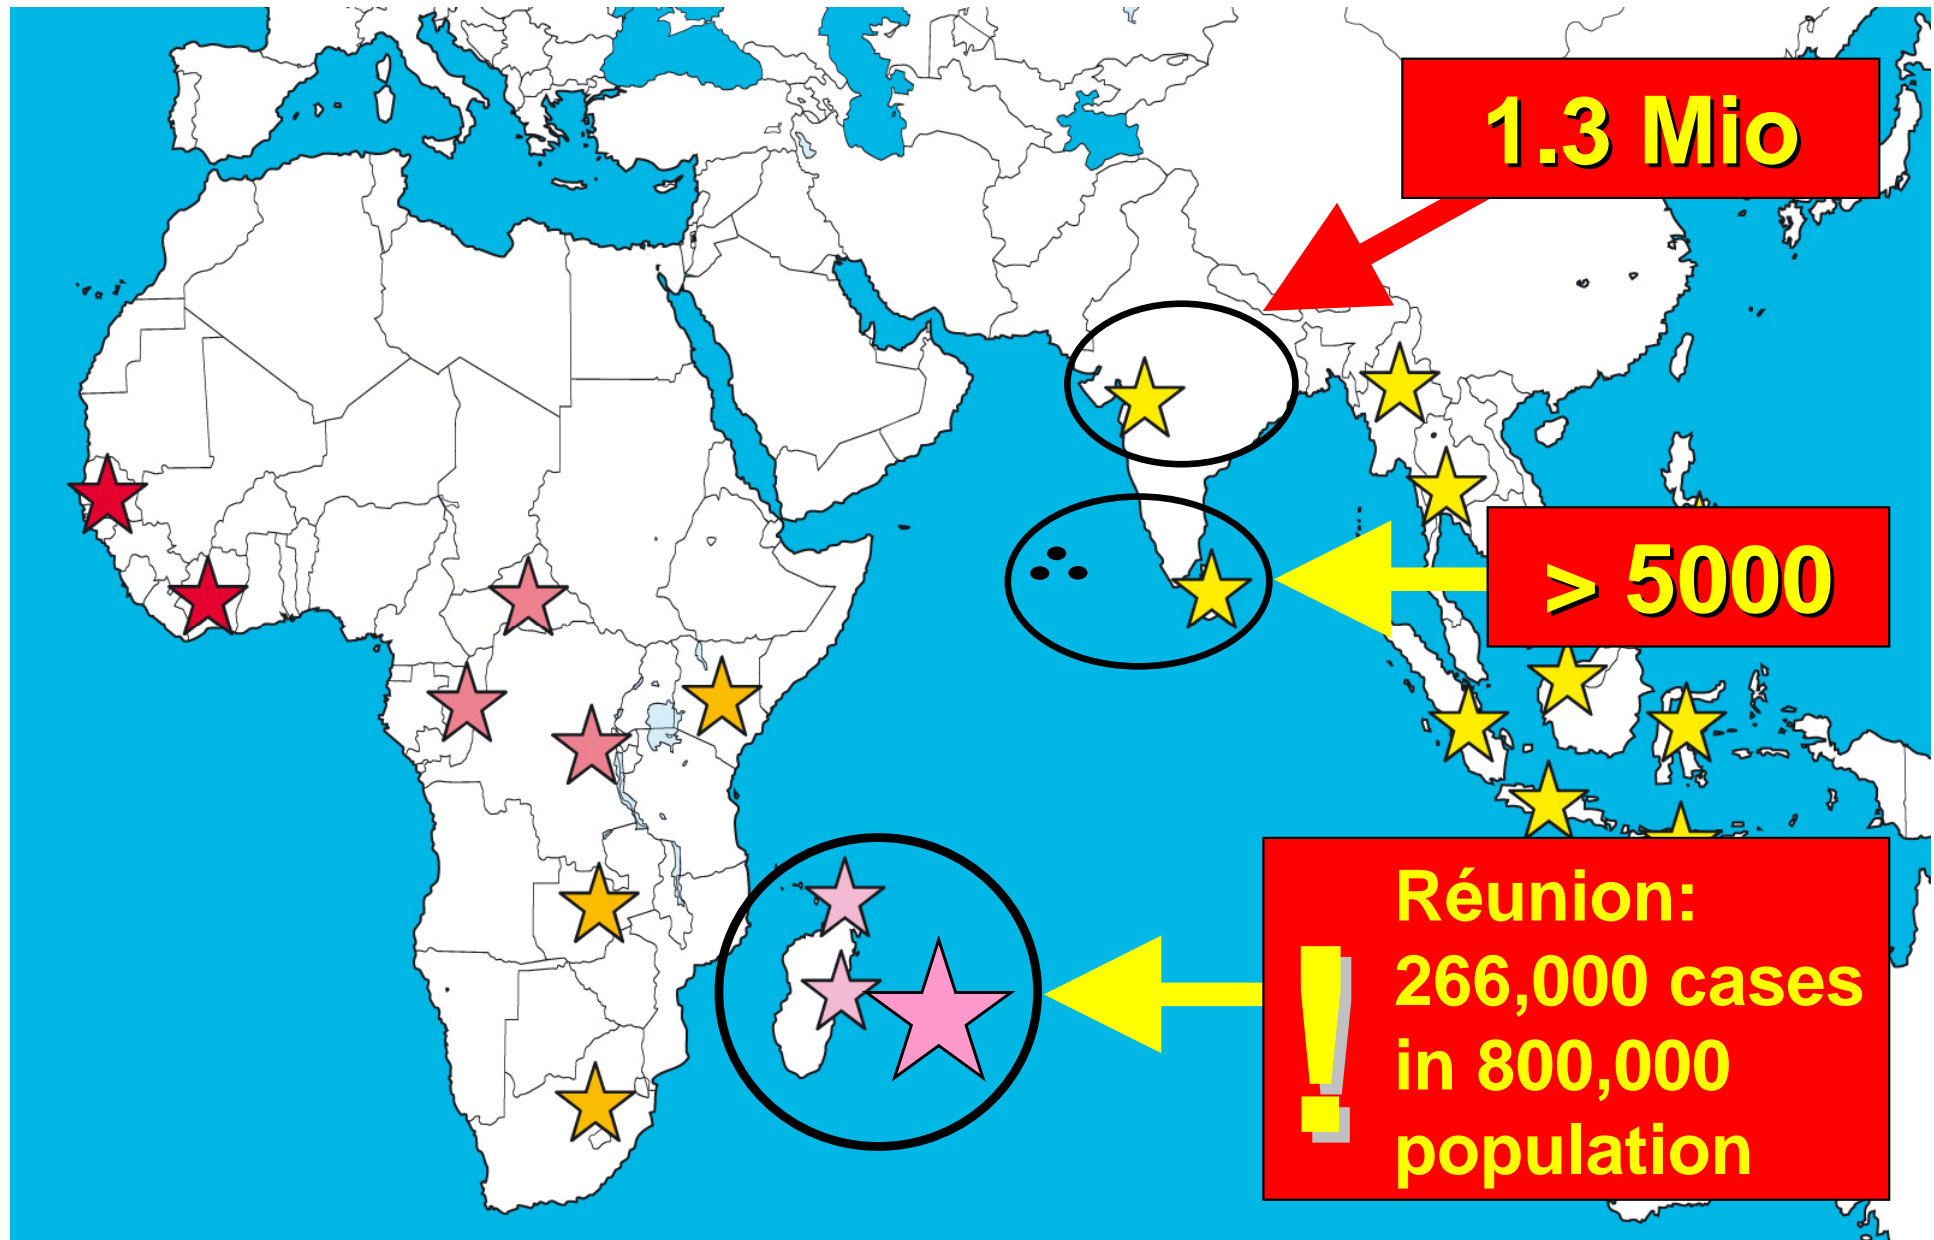 1.3 Mio
> 5000
!
Réunion:
266,000 cases
in 800,000
population